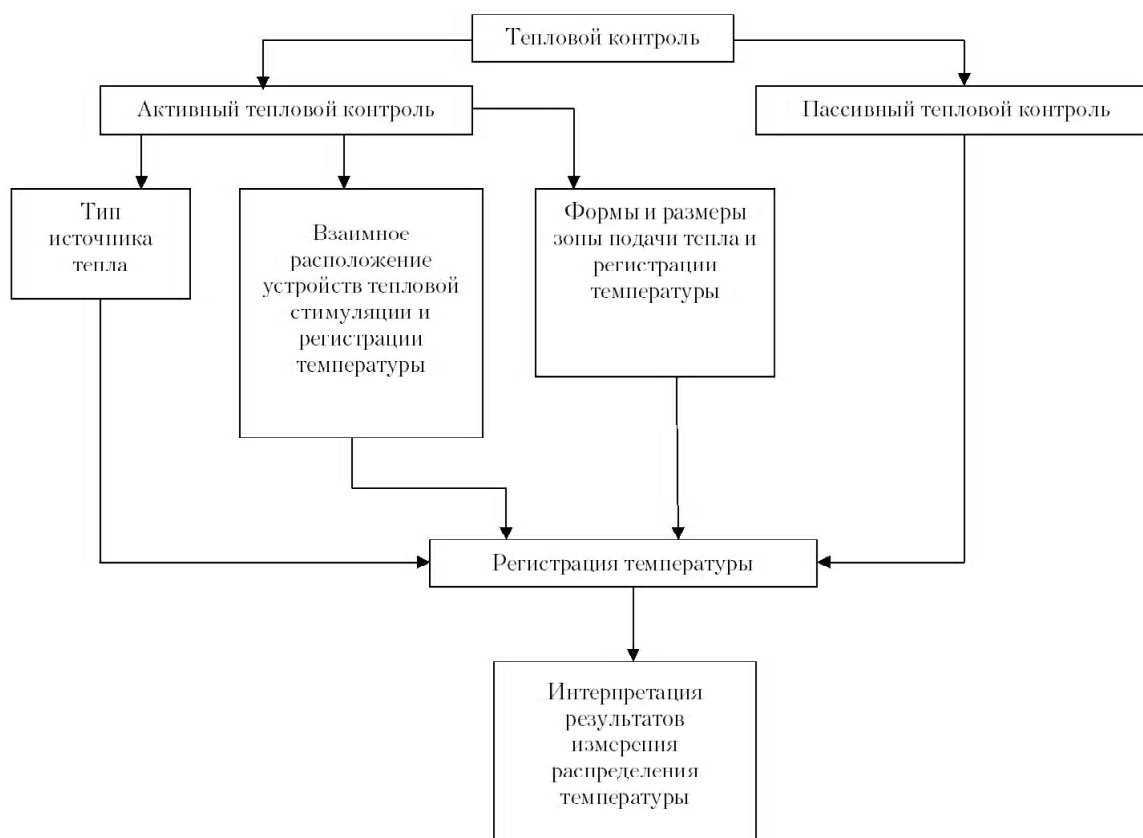 Тепловой контроль
Активный тепловой контроль
Пассивный тепловой контроль
Тип
источника
тепла
Взаимное
расположение
устройств тепловой
стимуляции и
регистрации
температуры
Формы и размеры
зоны подачи тепла и
регистрации
температуры
Регистрация температуры
Интерпретация
результатов
измерения
распределения
температуры